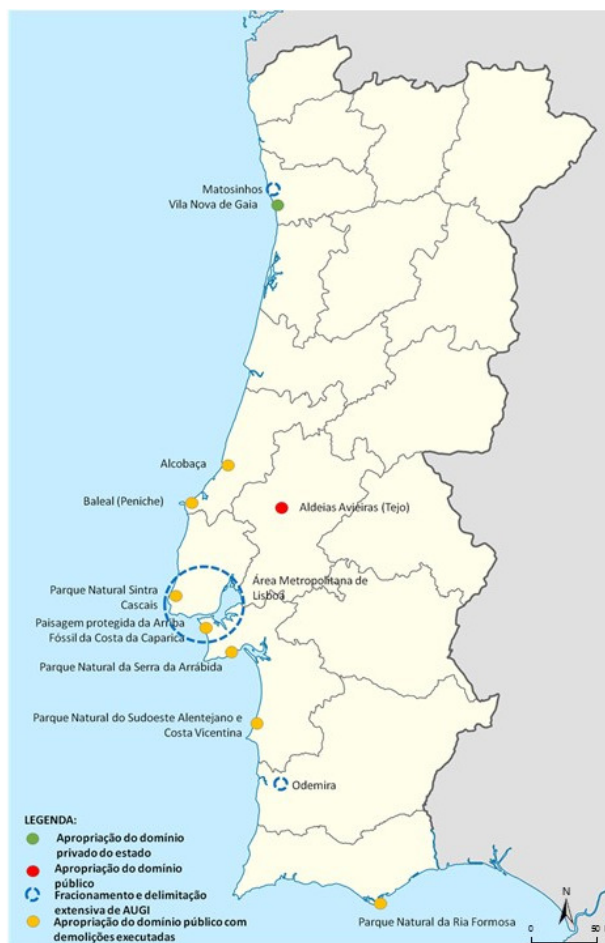 Matosinhos
Vila Nova de Gaia
Alcobaça
Baleal (Peniche)
Aldeias Avieiras (Tejo)
Parque Natural Sintra
Cascais
Área Metropolitana de
Lisboa
Paisagem protegida da Arriba
Fóssil da Costa da Caparica
Parque Natural da Serra da Arrábida
Parque Natural do Sudoeste Alentejano e
Costa Vicentina
Odemira
LEGENDA:
Apropriação do domínio
privado do estado
Apropriação do domínio
público
Fracionamento e delimitação
extensiva de AUGI
Apropriação do domínio público com
demolições executadas
Parque Natural da Ria Formosa
N
0 50